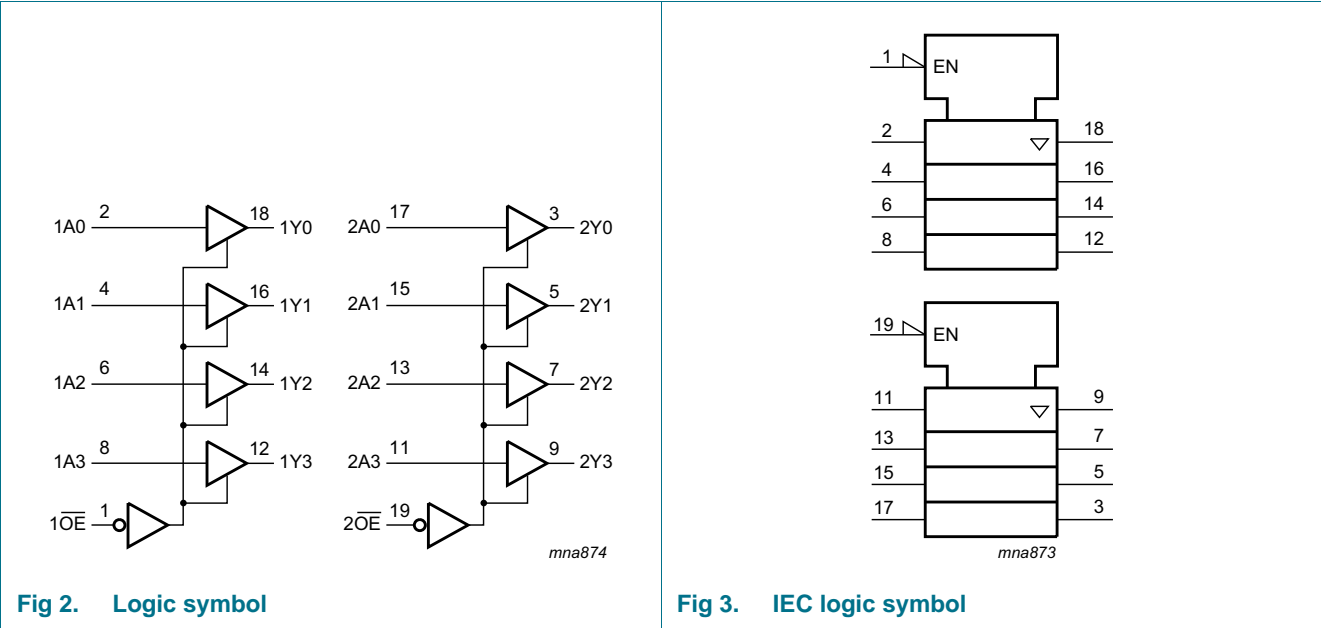 1A0 2 18 1Y0
1A1 4 16 1Y1
1A2 6 14 1Y2
1A3 8 12 1Y3
1O̅E̅ 1
2A0 17 3 2Y0
2A1 15 5 2Y1
2A2 13 7 2Y2
2A3 11 9 2Y3
2O̅E̅ 19
mna874
Fig 2. Logic symbol
1 EN
2 18
4 16
6 14
8 12
19 EN
11 9
13 7
15 5
17 3
mna873
Fig 3. IEC logic symbol